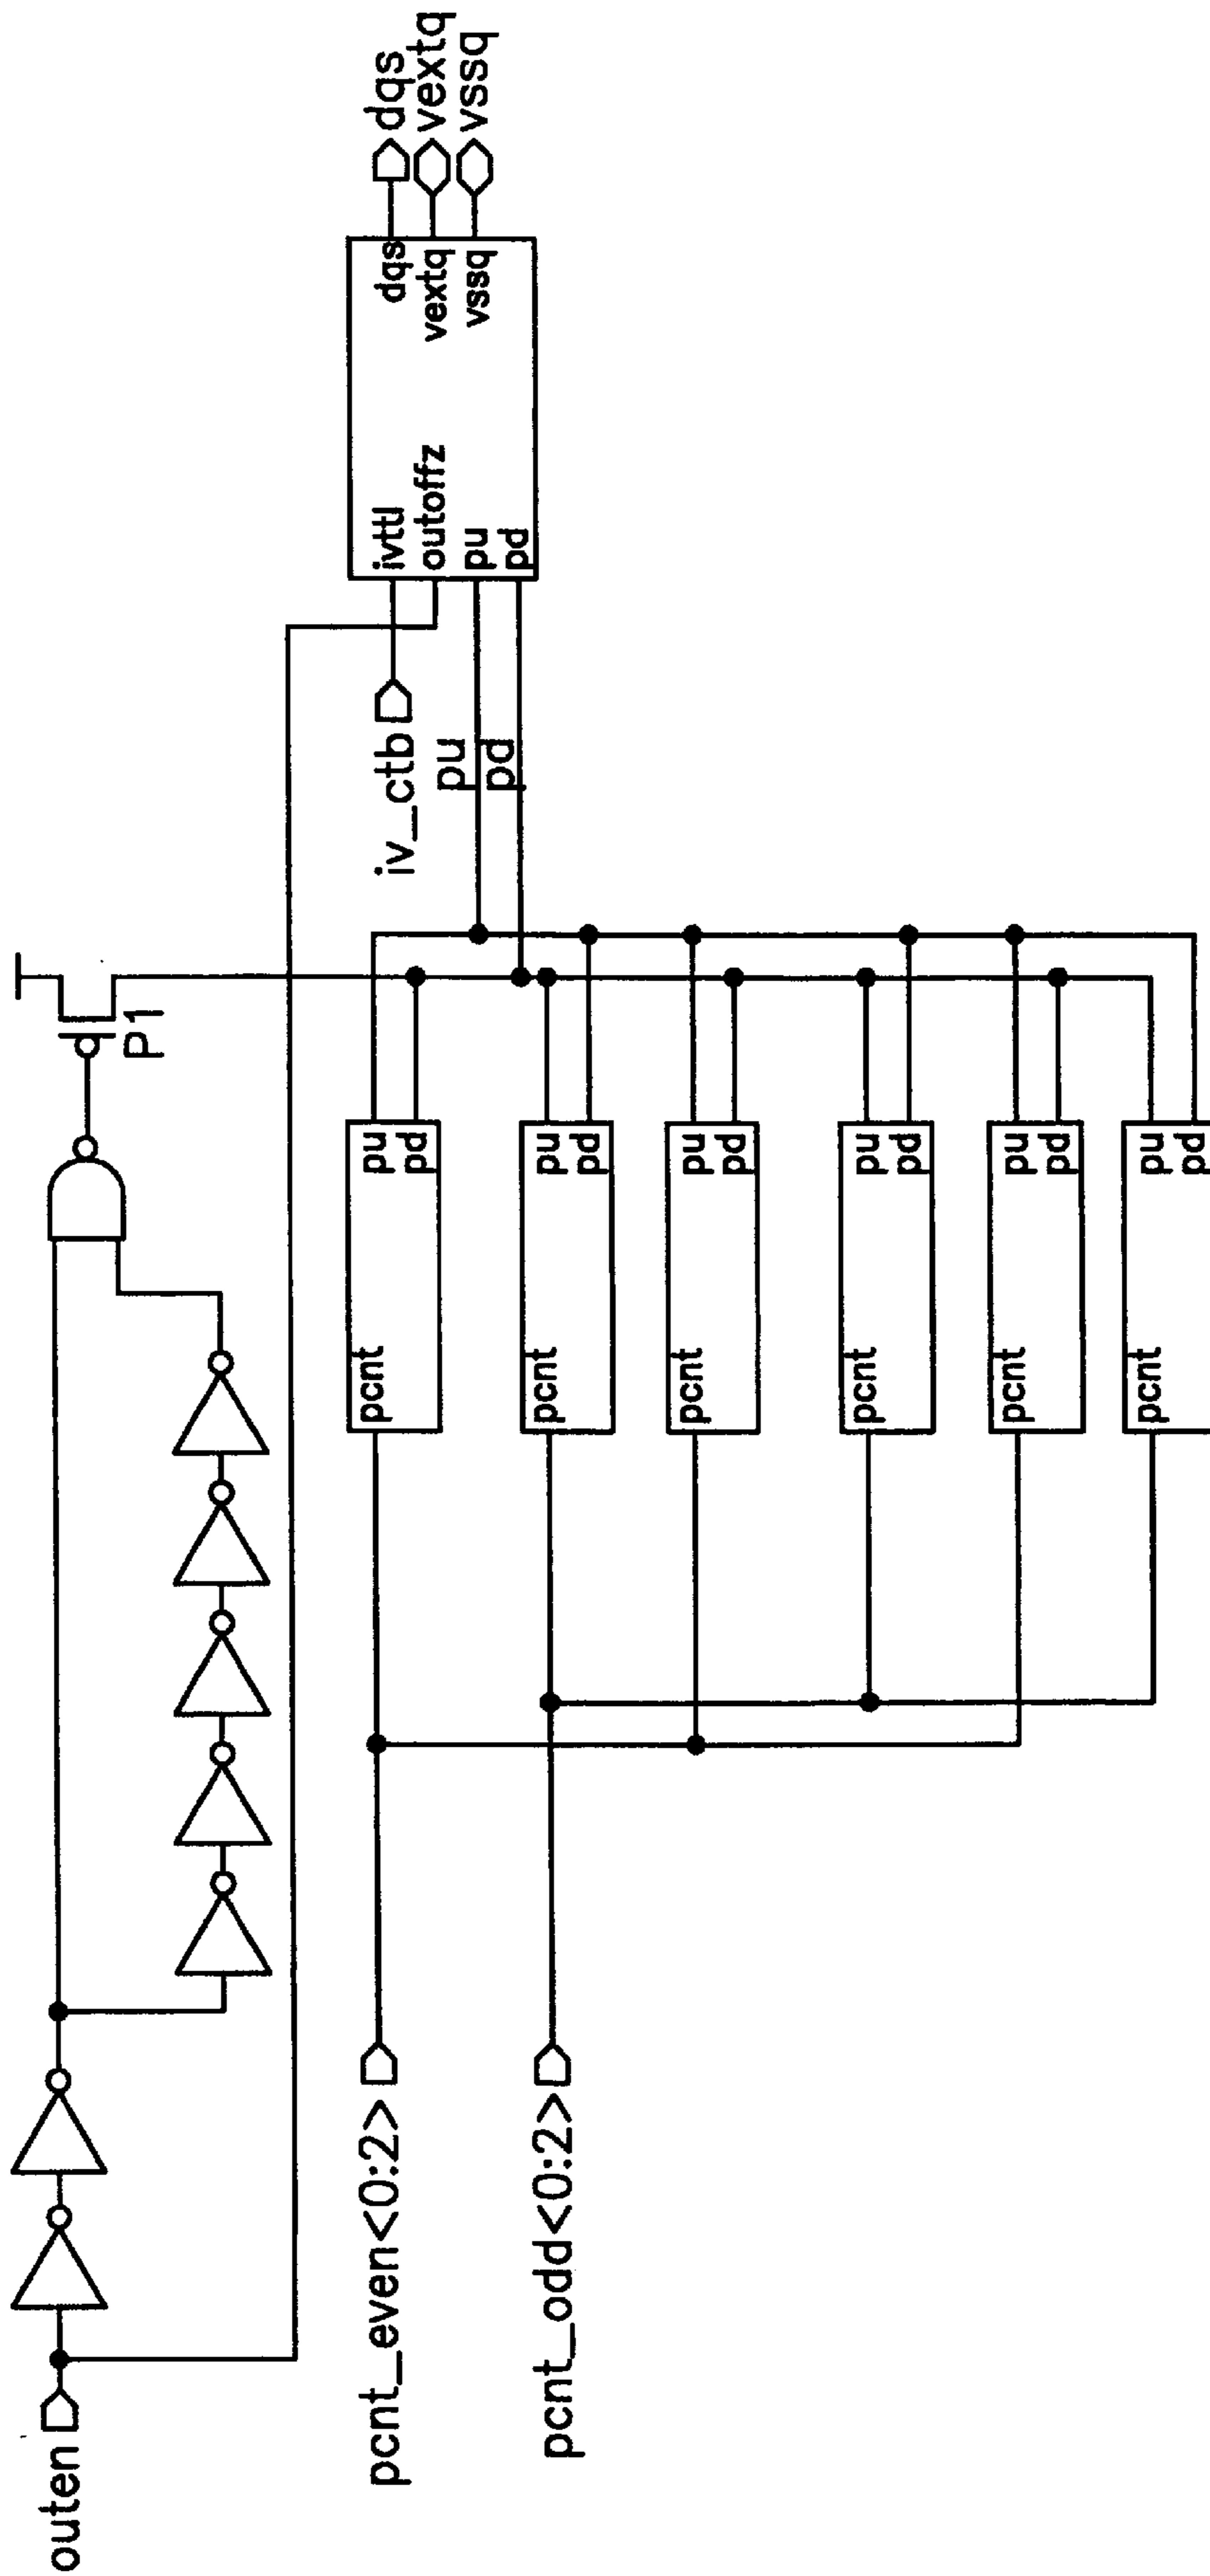 outen
P1
iv_ctb
pu
pd
ivttl
outoffz
pu
pd
dqs
vextq
vssq
dqs
vextq
vssq
pcnt_even<0:2>
pcnt_odd<0:2>
pcnt
pu
pd
pcnt
pu
pd
pcnt
pu
pd
pcnt
pu
pd
pcnt
pu
pd
pcnt
pu
pd